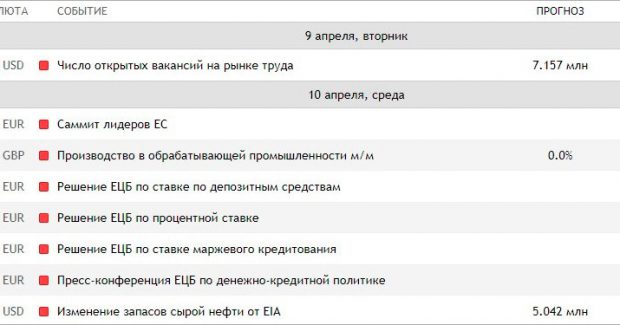 ЛЮТА СОБЫТИЕ ПРОГНОЗ
9 апреля, вторник
USD Число открытых вакансий на рынке труда 7.157 млн
10 апреля, среда
EUR Саммит лидеров ЕС
GBP Производство в обрабатывающей промышленности м/м 0.0%
EUR Решение ЕЦБ по ставке по депозитным средствам
EUR Решение ЕЦБ по процентной ставке
EUR Решение ЕЦБ по ставке маржевого кредитования
EUR Пресс-конференция ЕЦБ по денежно-кредитной политике
USD Изменение запасов сырой нефти от EIA 5.042 млн